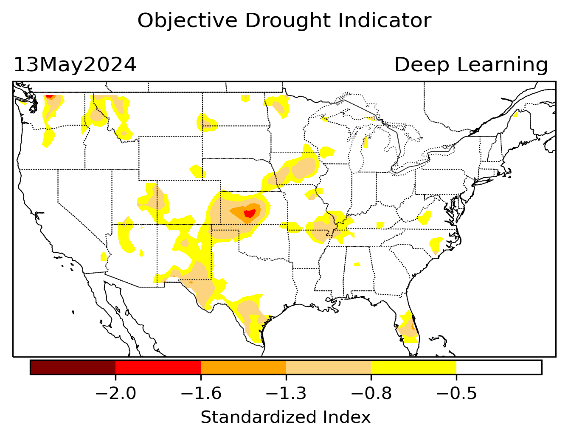 Objective Drought Indicator
13May2024 Deep Learning
−2.0 −1.6 −1.3 −0.8 −0.5
Standardized Index